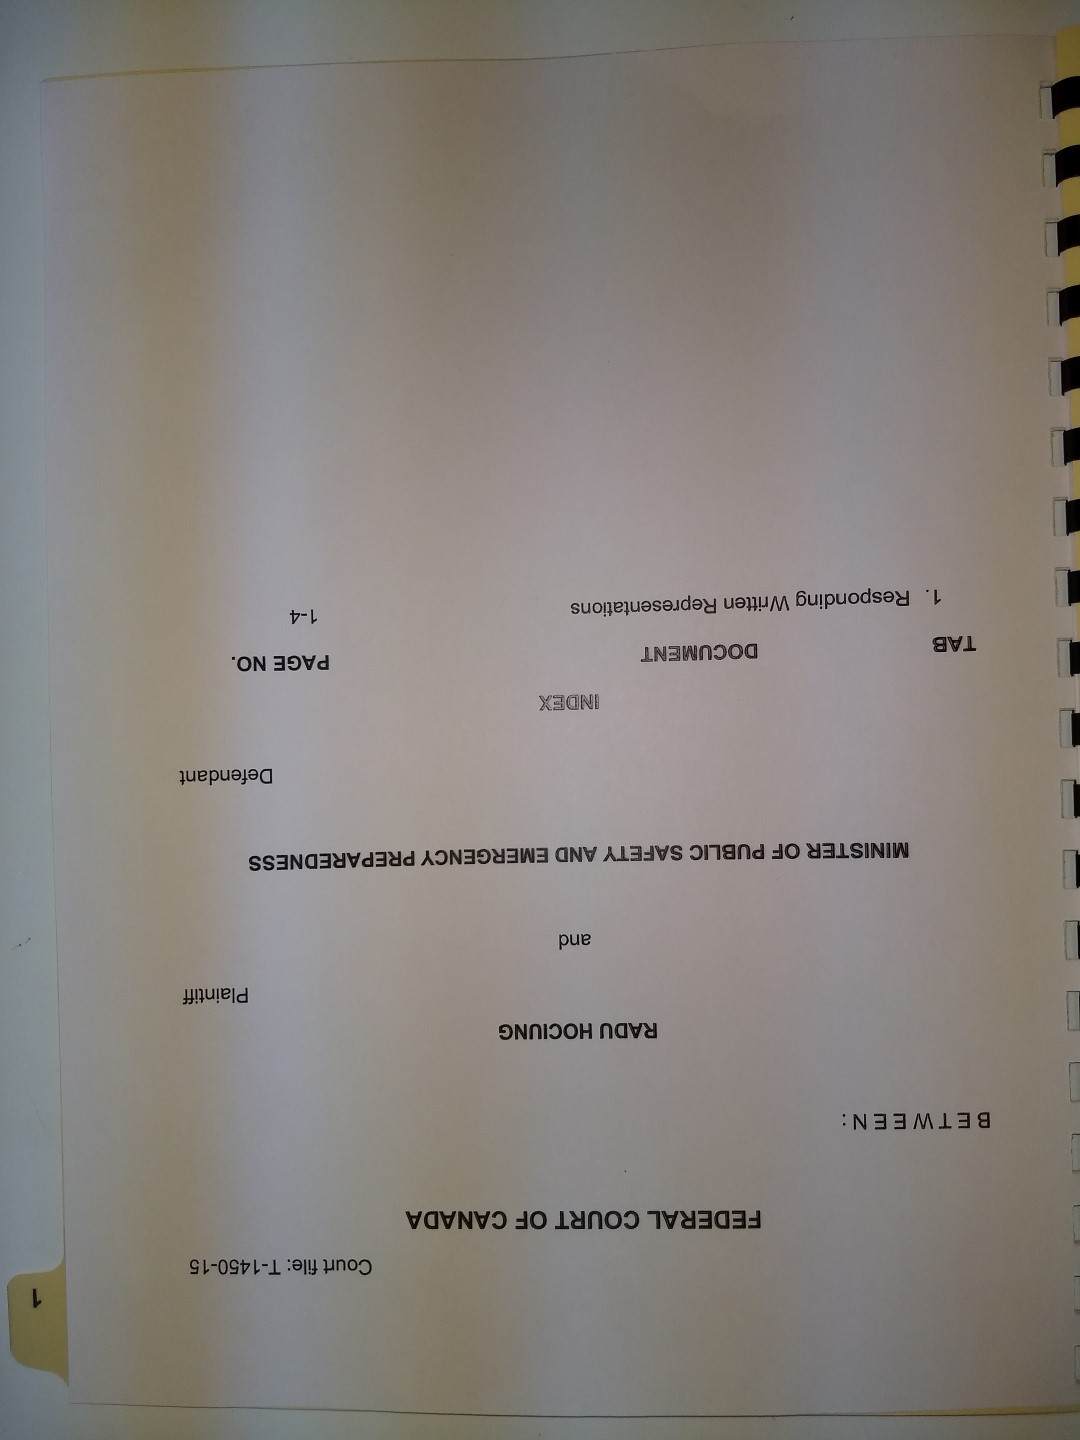 1
Court file: T-1450-15
FEDERAL COURT OF CANADA
BETWEEN:
RADU HOCIUNG
Plaintiff
and
MINISTER OF PUBLIC SAFETY AND EMERGENCY PREPAREDNESS
Defendant
INDEX
TAB DOCUMENT PAGE NO.
1. Responding Written Representations 1-4